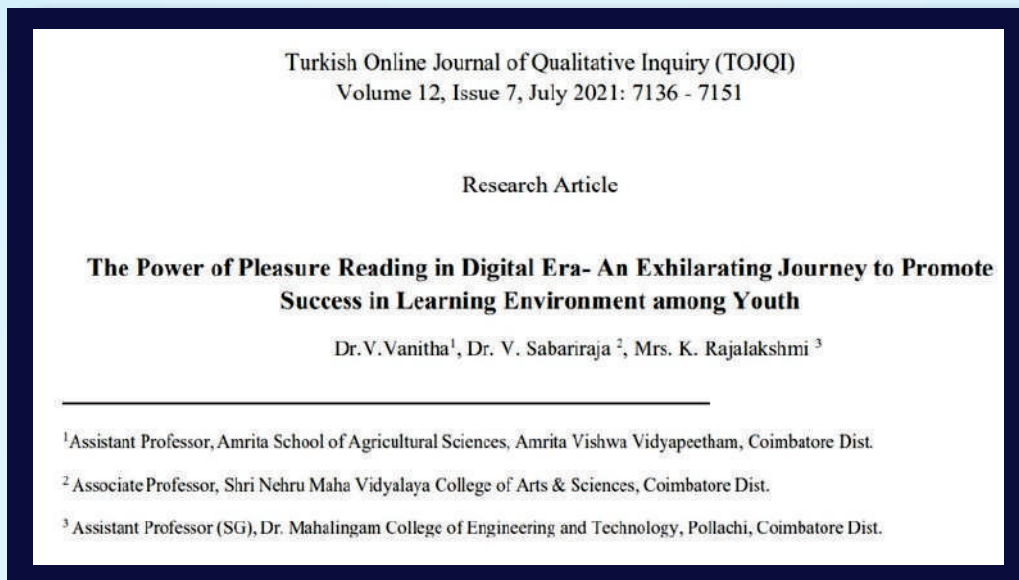 Turkish Online Journal of Qualitative Inquiry (TOJQI)
Volume 12, Issue 7, July 2021: 7136 - 7151
Research Article
The Power of Pleasure Reading in Digital Era- An Exhilarating Journey to Promote
Success in Learning Environment among Youth
Dr.V.Vanitha¹, Dr. V. Sabariraja ², Mrs. K. Rajalakshmi ³
¹Assistant Professor, Amrita School of Agricultural Sciences, Amrita Vishwa Vidyapeetham, Coimbatore Dist.
² Associate Professor, Shri Nehru Maha Vidyalaya College of Arts & Sciences, Coimbatore Dist.
³ Assistant Professor (SG), Dr. Mahalingam College of Engineering and Technology, Pollachi, Coimbatore Dist.